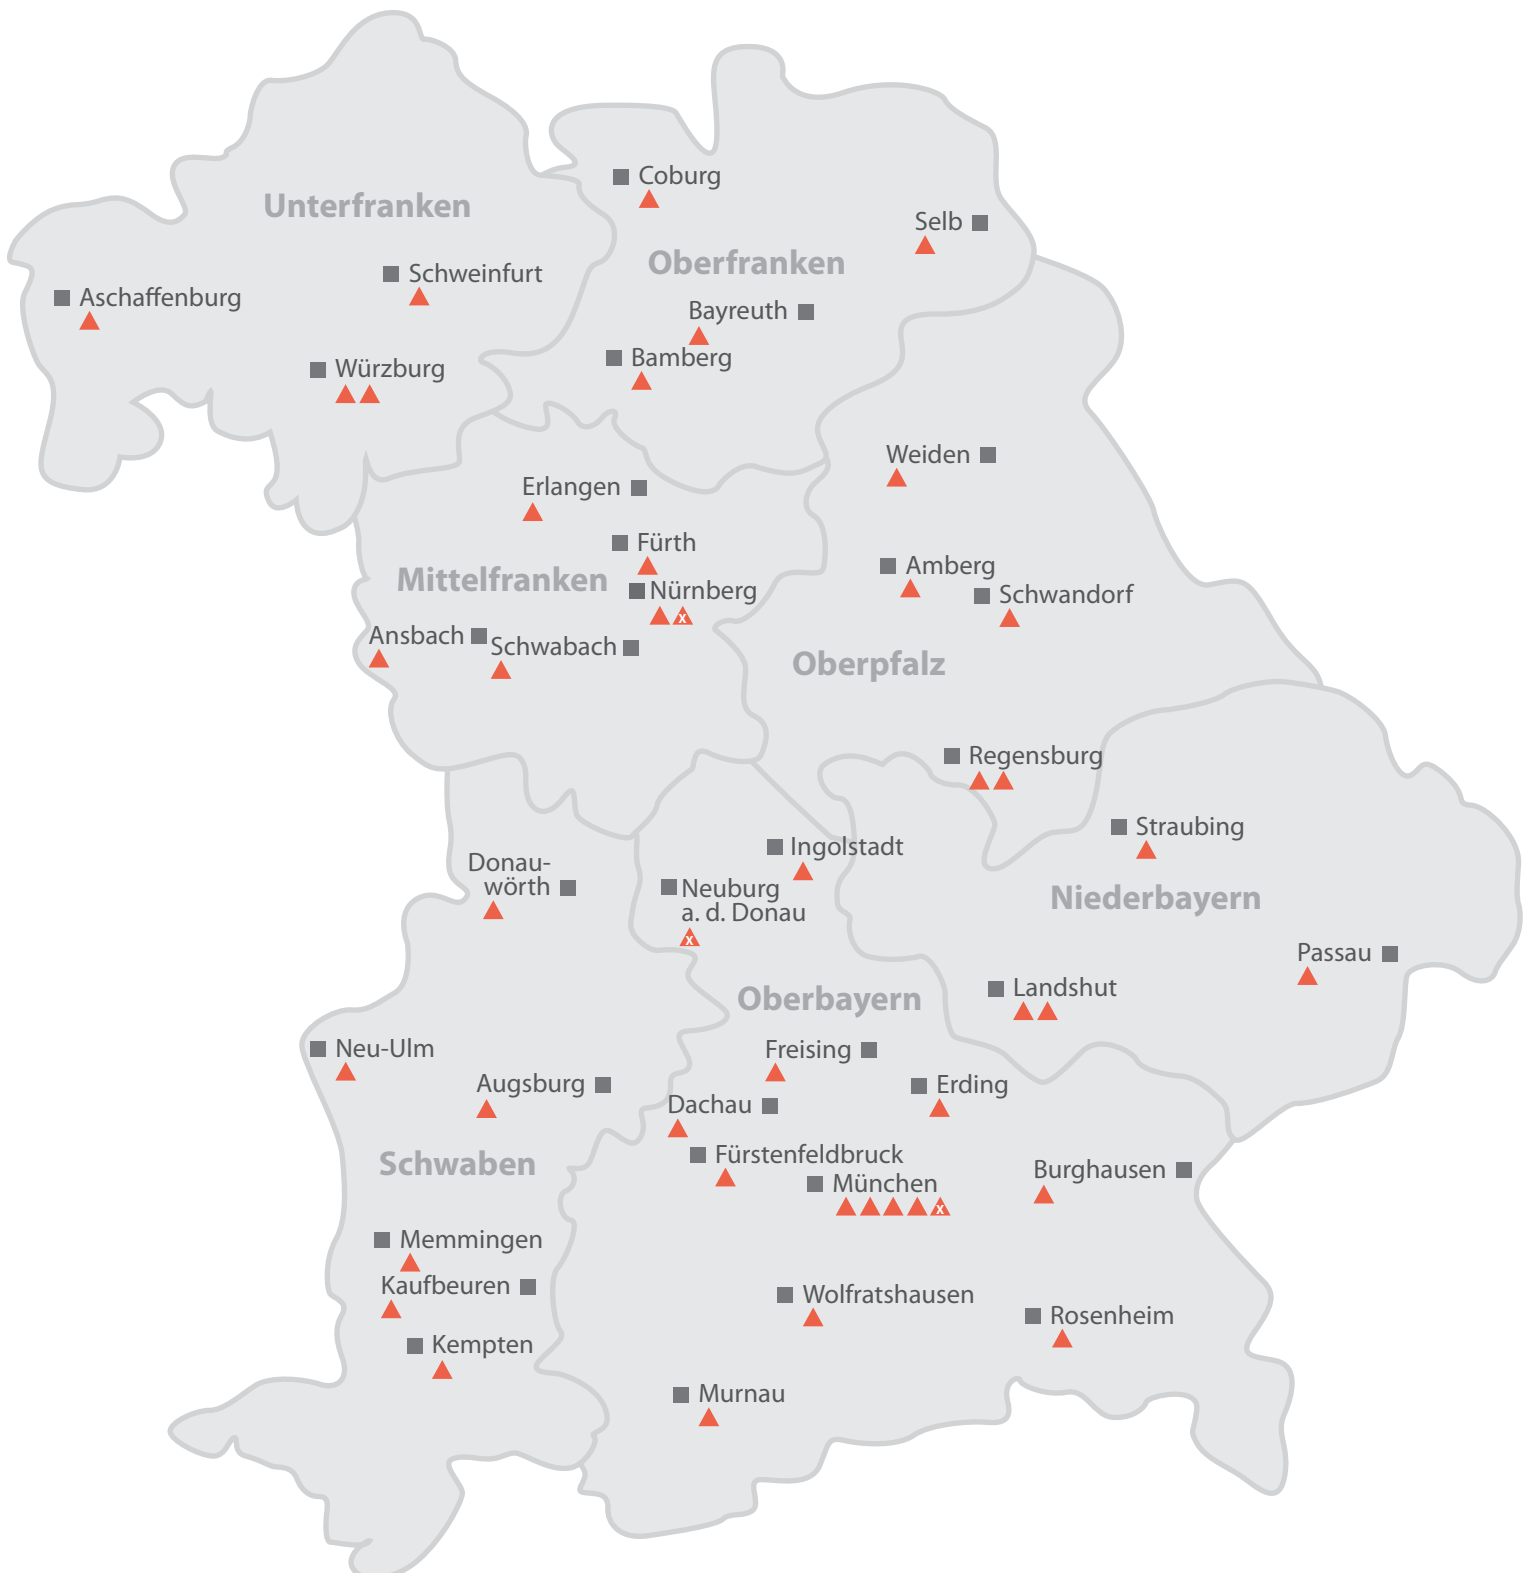 Coburg
Unterfranken
Selb
Oberfranken
Schweinfurt
Aschaffenburg
Bayreuth
Bamberg
Würzburg
Weiden
Erlangen
Fürth
Amberg
Mittelfranken
Nürnberg
x
Schwandorf
Ansbach
Schwabach
Oberpfalz
Regensburg
Straubing
Ingolstadt
Donau-
wörth
Neuburg
a. d. Donau
x
Niederbayern
Passau
Landshut
Oberbayern
Neu-Ulm
Freising
Augsburg
Erding
Dachau
Fürstenfeldbruck
Schwaben
Burghausen
München
x
Memmingen
Kaufbeuren
Wolfratshausen
Rosenheim
Kempten
Murnau